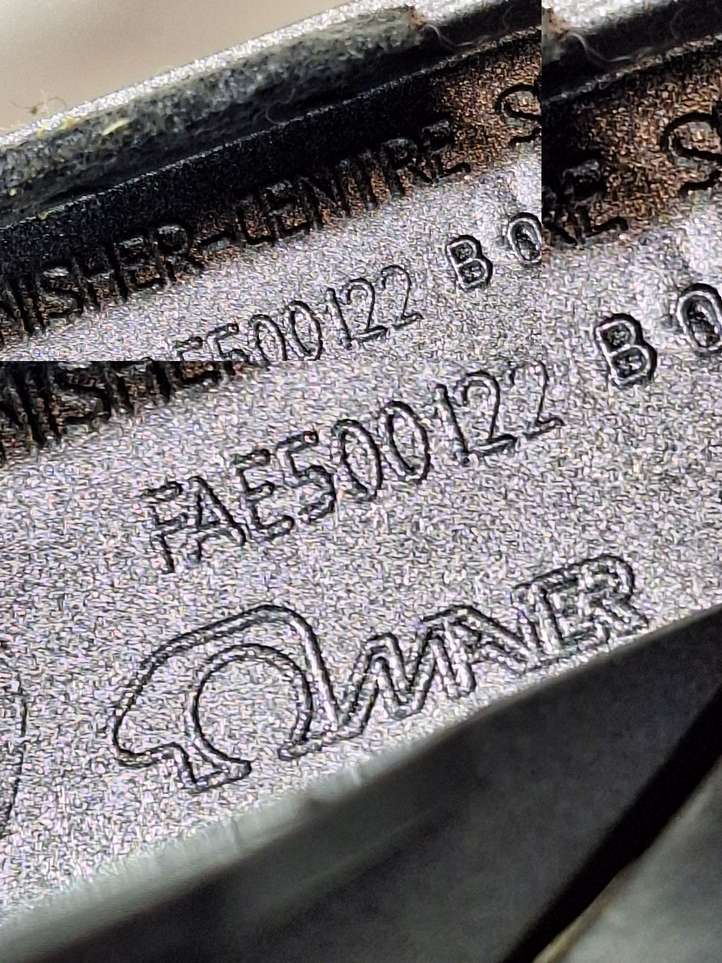 NISHER-CENTRE S
FAE500122 B 0
MAIER